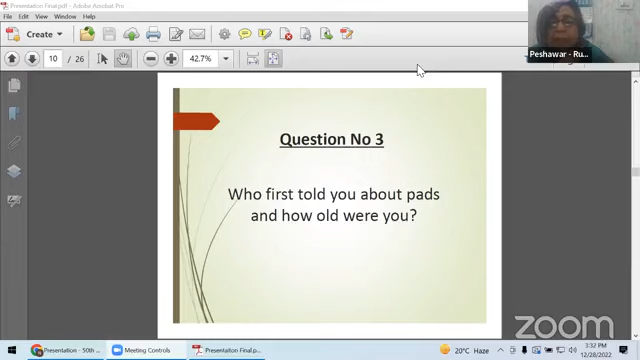 Presentaiton Final.pdf - Adobe Acrobat Pro
File Edit View Window Help
Create
10 / 26
42.7%
Peshawar - Ru...
Question No 3
Who first told you about pads
and how old were you?
zoom
Presentation - 50th ...
Meeting Controls
Presentaiton Final.p...
20°C Haze
3:32 PM
12/28/2022